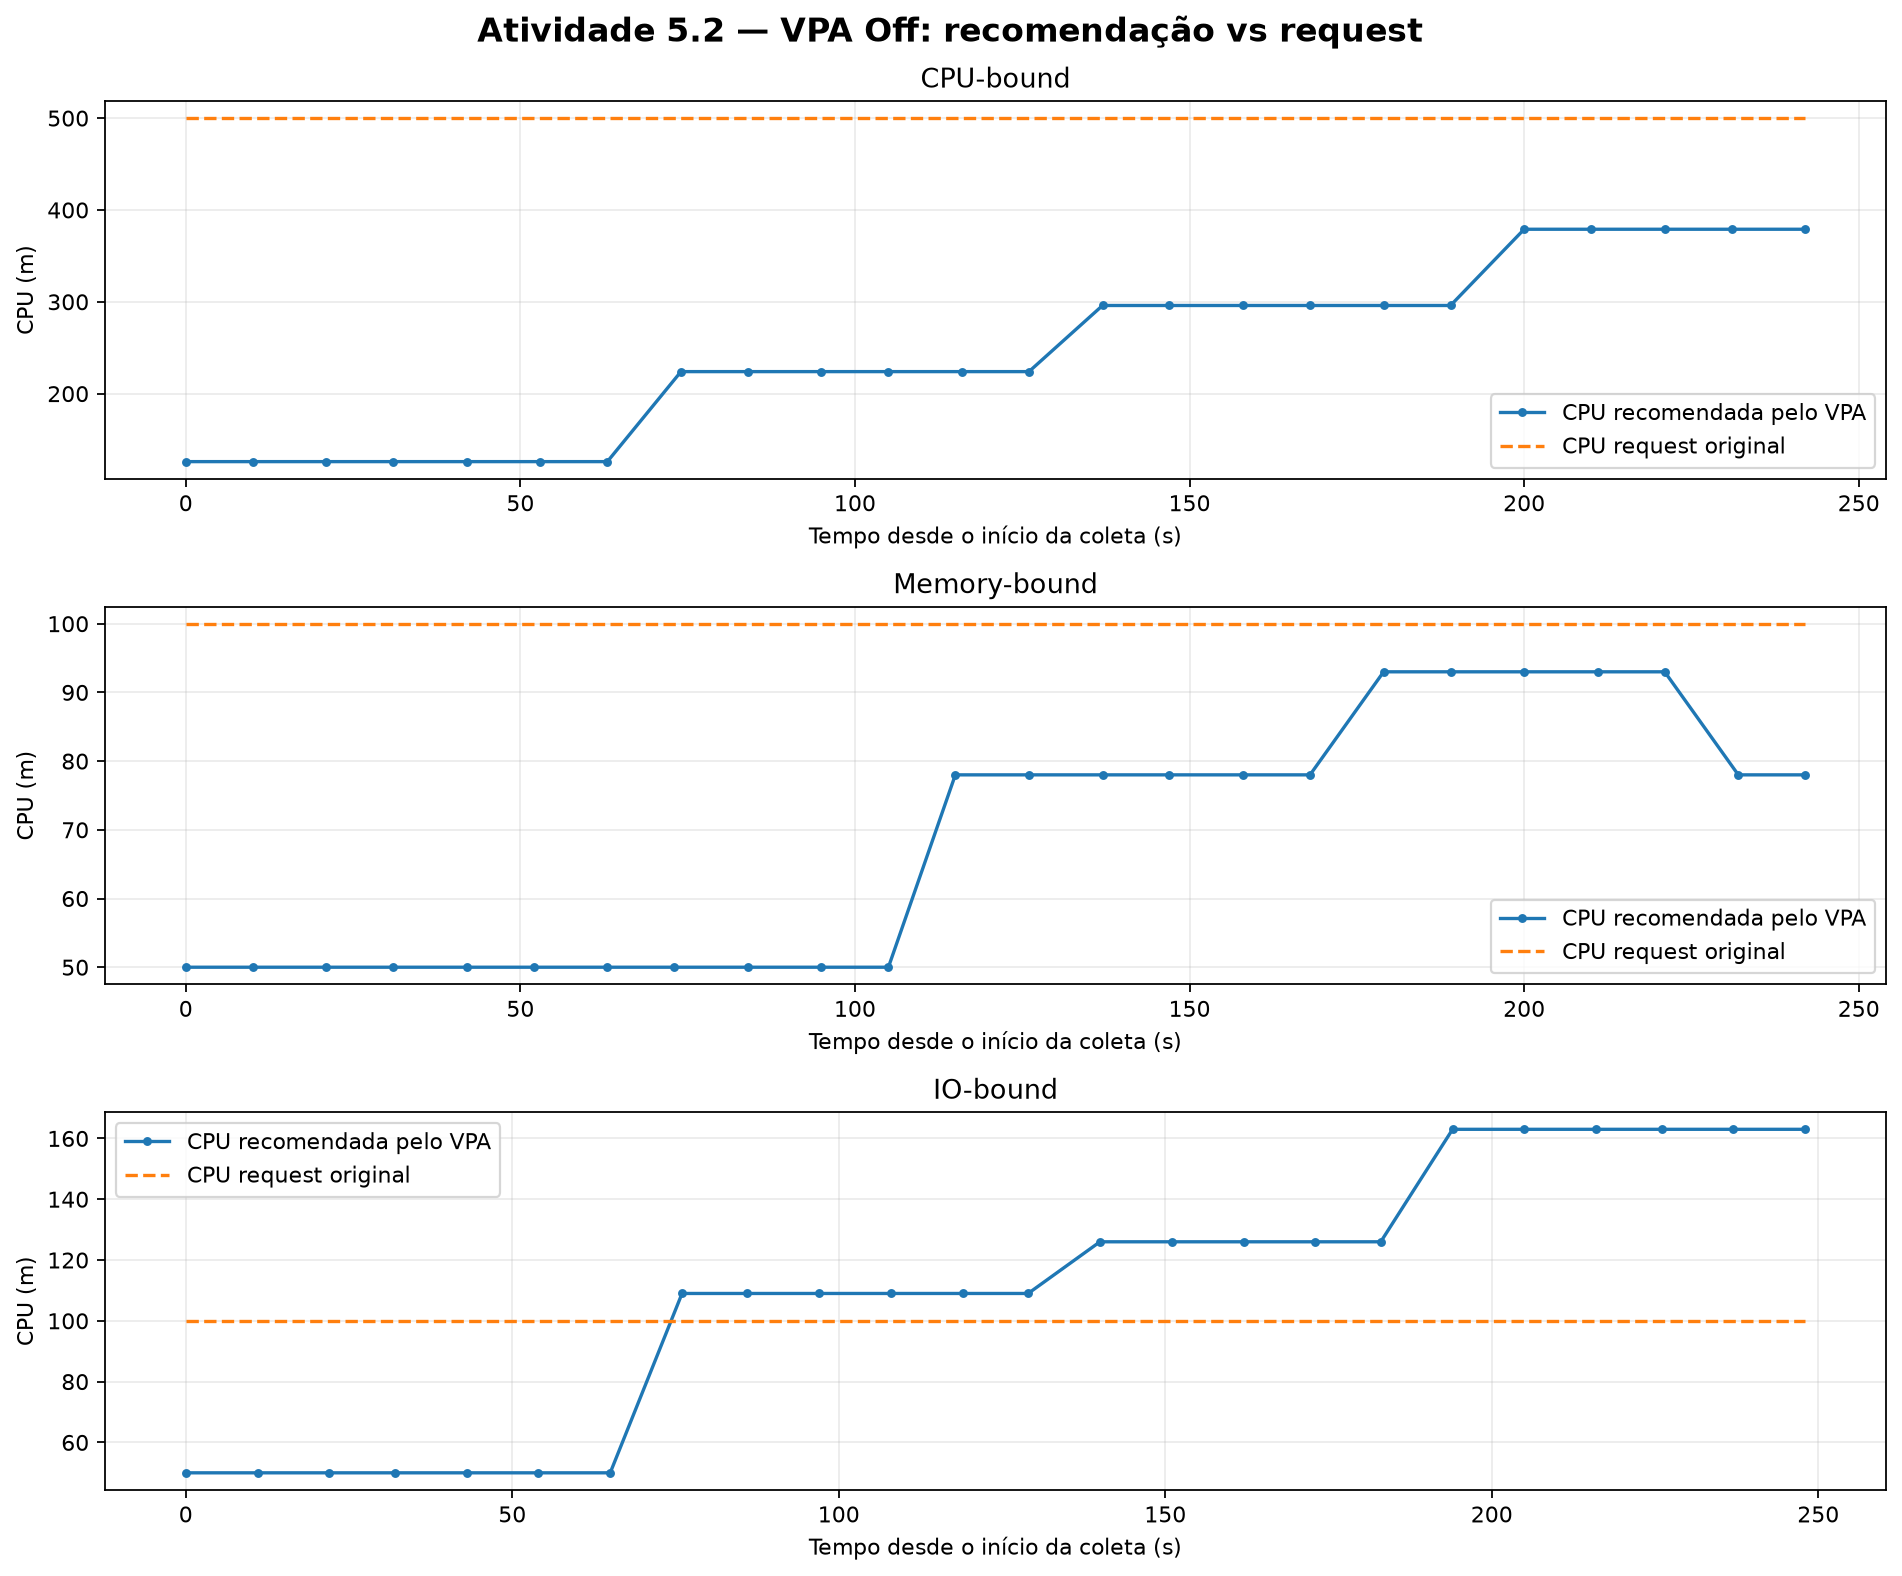 Atividade 5.2 — VPA Off: recomendação vs request
CPU-bound
500
400
300
200
CPU (m)
CPU recomendada pelo VPA
CPU request original
0 50 100 150 200 250
Tempo desde o início da coleta (s)
Memory-bound
100
90
80
70
60
50
CPU (m)
CPU recomendada pelo VPA
CPU request original
0 50 100 150 200 250
Tempo desde o início da coleta (s)
IO-bound
CPU recomendada pelo VPA
CPU request original
160
140
120
100
80
60
CPU (m)
0 50 100 150 200 250
Tempo desde o início da coleta (s)